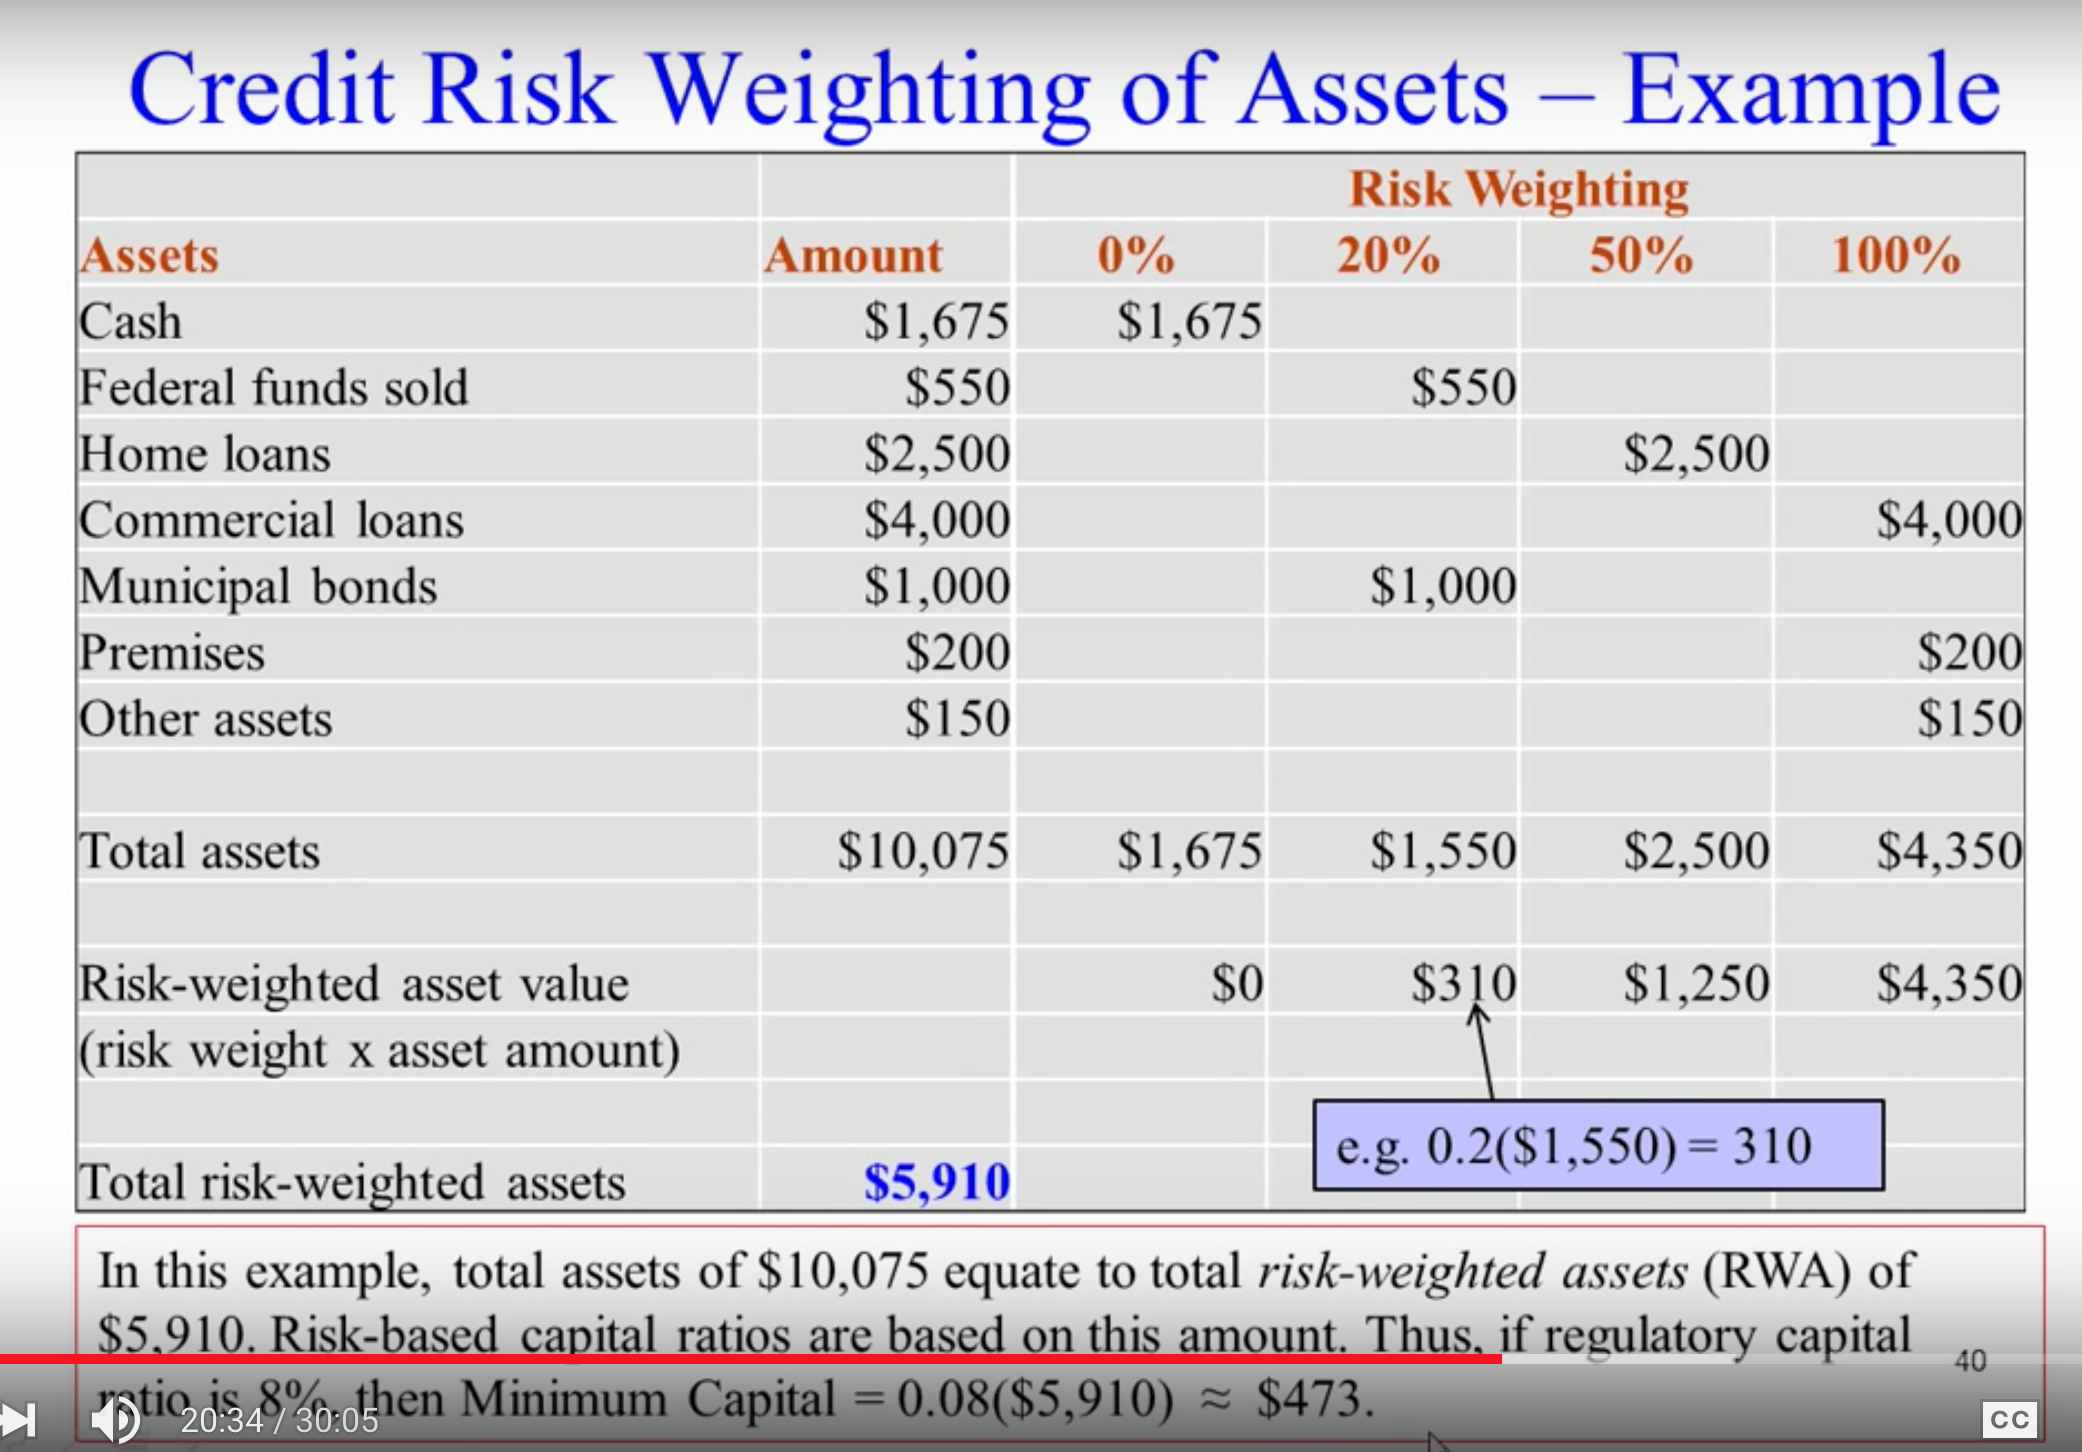 Credit Risk Weighting of Assets – Example
Risk Weighting
Assets Amount 0% 20% 50% 100%
Cash $1,675 $1,675
Federal funds sold $550 $550
Home loans $2,500 $2,500
Commercial loans $4,000 $4,000
Municipal bonds $1,000 $1,000
Premises $200 $200
Other assets $150 $150
Total assets $10,075 $1,675 $1,550 $2,500 $4,350
Risk-weighted asset value $0 $310 $1,250 $4,350
(risk weight x asset amount)
e.g. 0.2($1,550) = 310
Total risk-weighted assets $5,910
In this example, total assets of $10,075 equate to total risk-weighted assets (RWA) of
$5,910. Risk-based capital ratios are based on this amount. Thus, if regulatory capital
40
ratio is 8%, then Minimum Capital = 0.08($5,910) ≈ $473.
20:34 / 30:05
CC